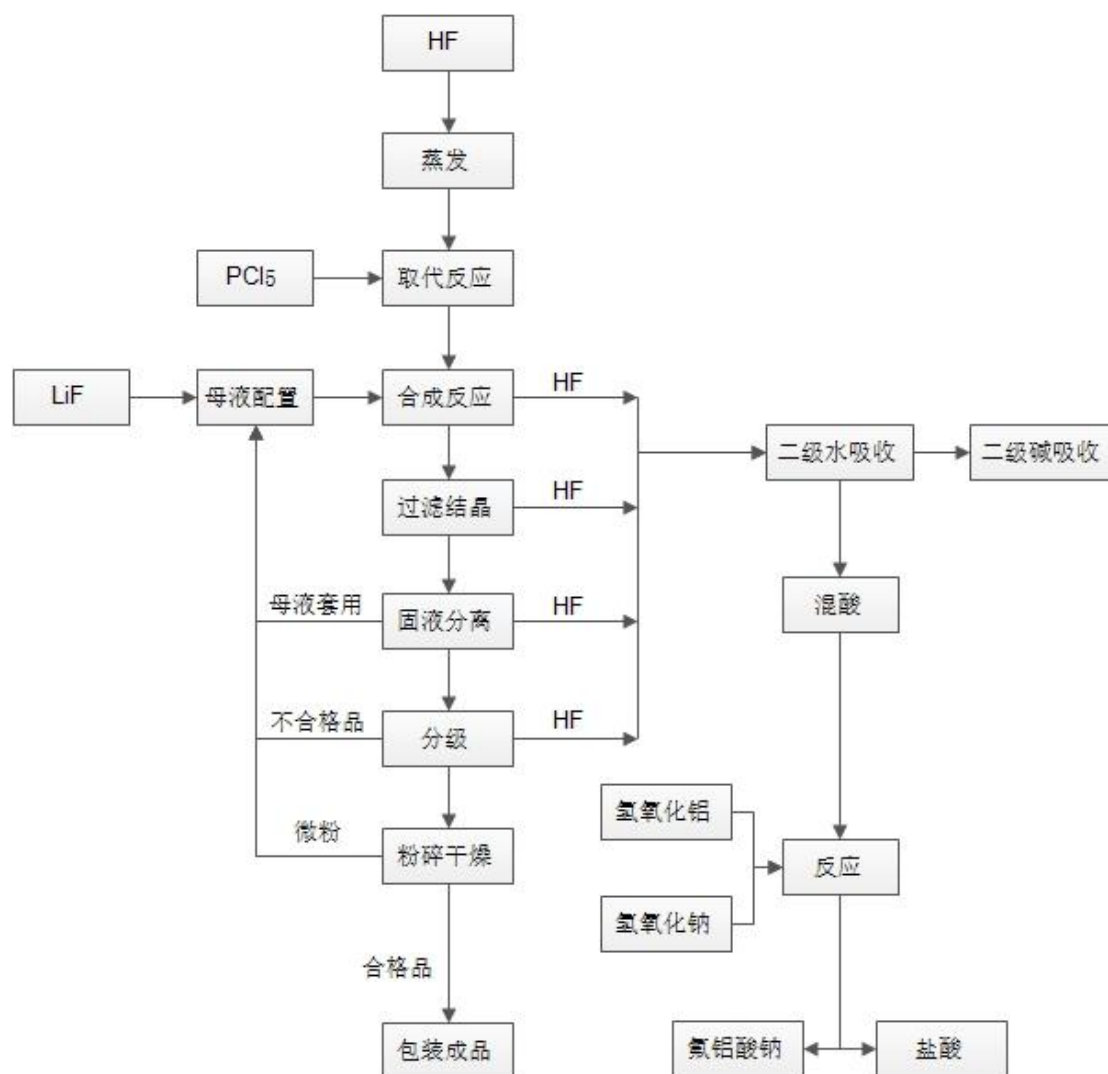 HF
蒸发
PCl5
取代反应
LiF
母液配置
合成反应
HF
二级水吸收
二级碱吸收
过滤结晶
HF
母液套用
固液分离
HF
混酸
不合格品
分级
HF
氢氧化铝
微粉
粉碎干燥
反应
氢氧化钠
合格品
包装成品
氟铝酸钠
盐酸